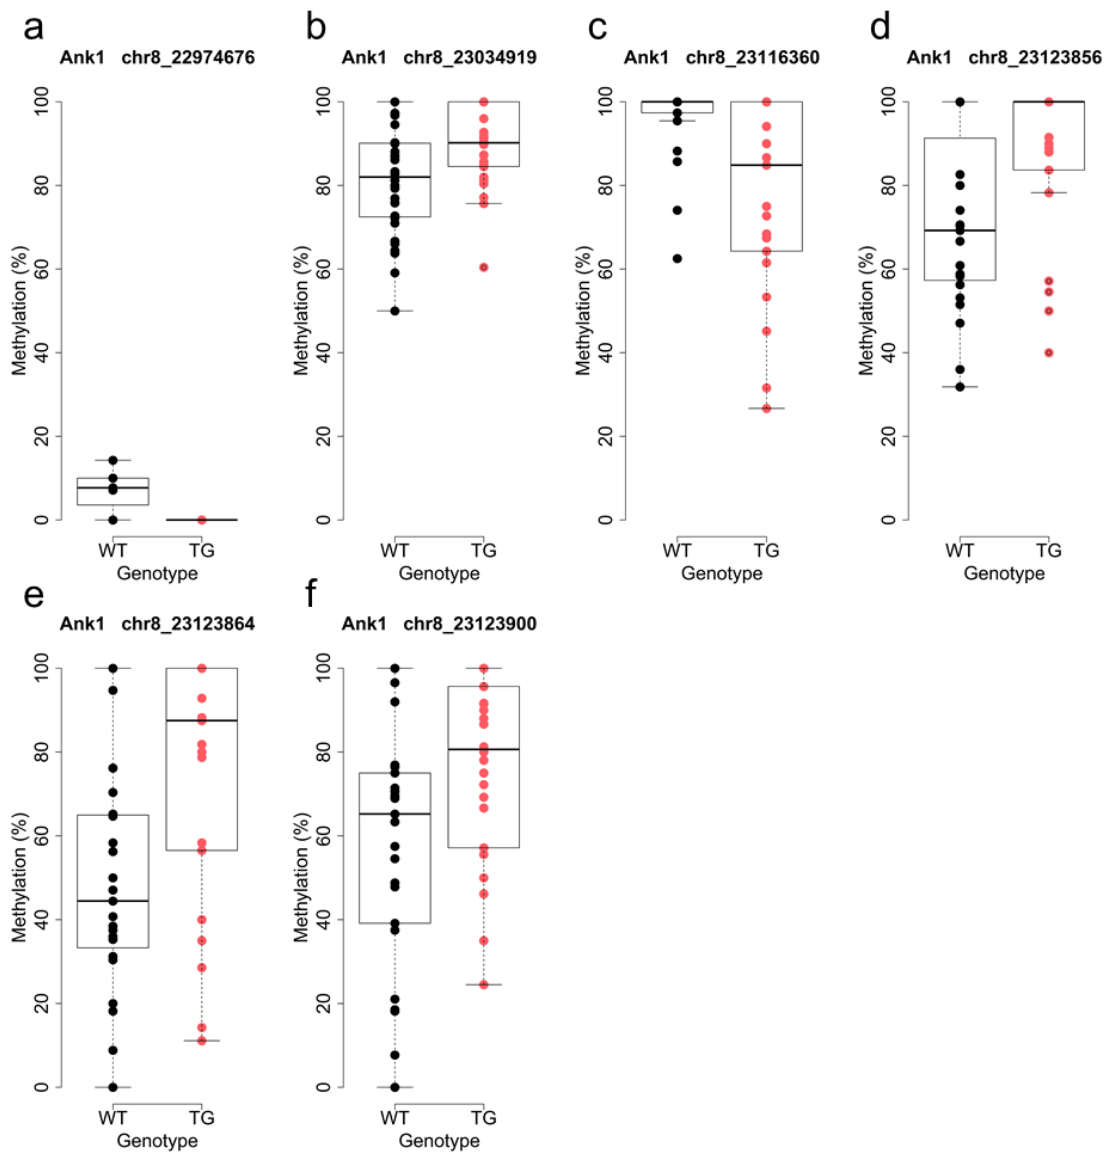 a
Ank1 chr8_22974676
Methylation (%)
100
80
60
40
20
0
WT TG
Genotype
b
Ank1 chr8_23034919
Methylation (%)
100
80
60
40
20
0
WT TG
Genotype
c
Ank1 chr8_23116360
Methylation (%)
100
80
60
40
20
0
WT TG
Genotype
d
Ank1 chr8_23123856
Methylation (%)
100
80
60
40
20
0
WT TG
Genotype
e
Ank1 chr8_23123864
Methylation (%)
100
80
60
40
20
0
WT TG
Genotype
f
Ank1 chr8_23123900
Methylation (%)
100
80
60
40
20
0
WT TG
Genotype